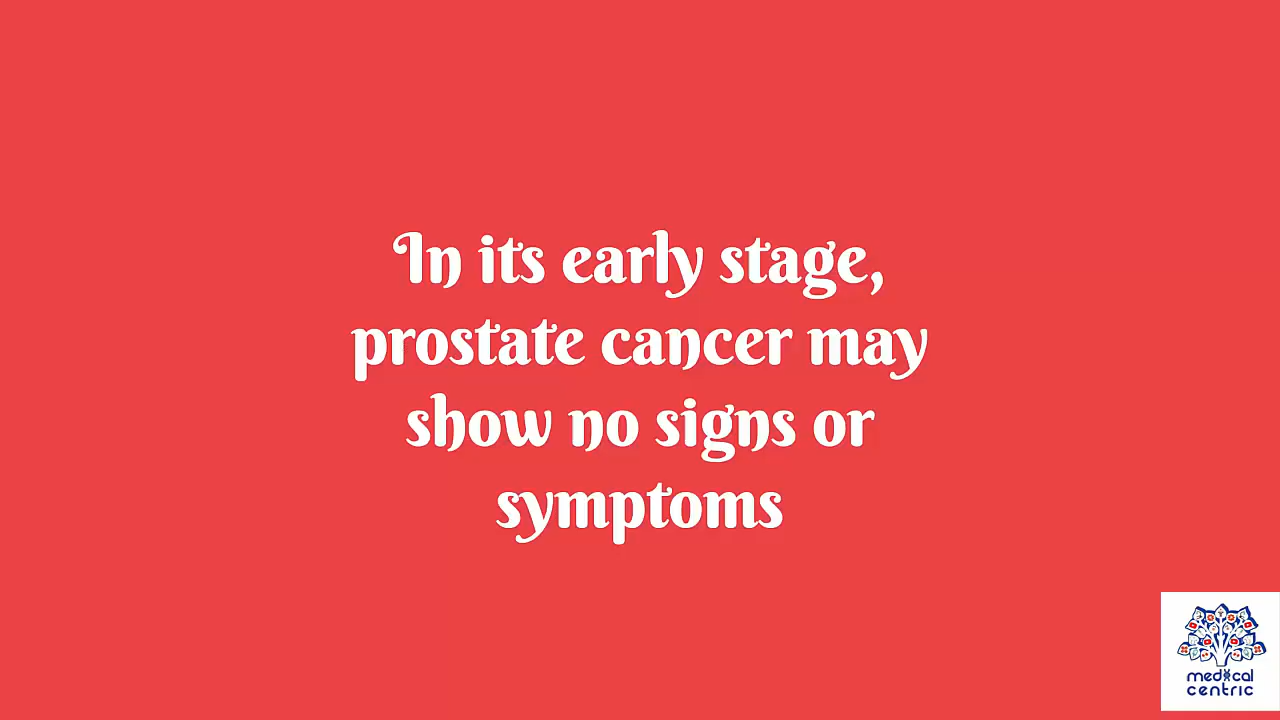 In its early stage,
prostate cancer may
show no signs or
symptoms
medical
centric